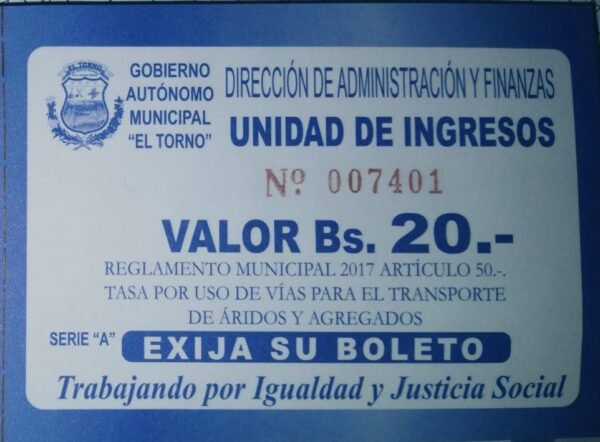 EL TORNO
GOBIERNO
AUTÓNOMO
MUNICIPAL
"EL TORNO"
DIRECCIÓN DE ADMINISTRACIÓN Y FINANZAS
UNIDAD DE INGRESOS
Nº 007401
VALOR Bs. 20.-
REGLAMENTO MUNICIPAL 2017 ARTÍCULO 50.-.
TASA POR USO DE VÍAS PARA EL TRANSPORTE
DE ÁRIDOS Y AGREGADOS
SERIE "A"
EXIJA SU BOLETO
Trabajando por Igualdad y Justicia Social